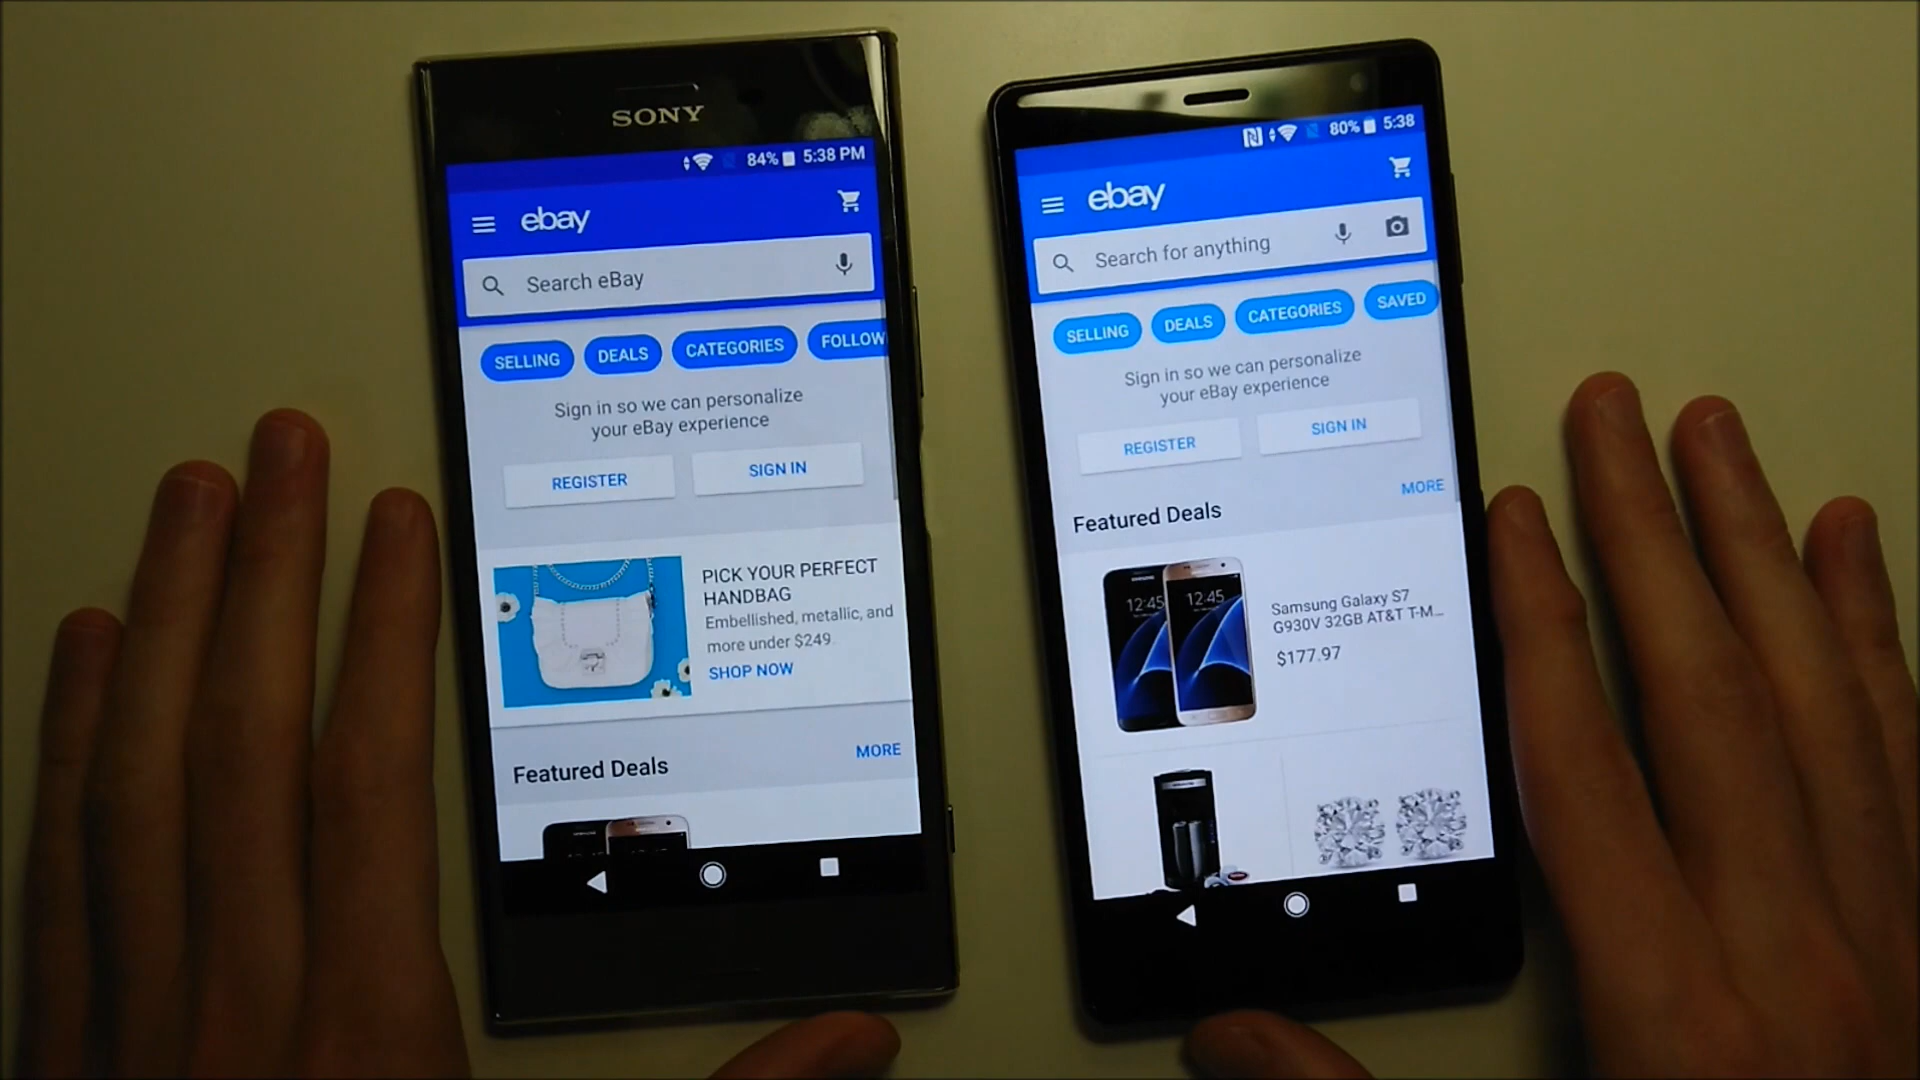 SONY
84% 5:38 PM
ebay
Search eBay
SELLING DEALS CATEGORIES FOLLOW
Sign in so we can personalize
your eBay experience
REGISTER SIGN IN
PICK YOUR PERFECT
HANDBAG
Embellished, metallic, and
more under $249.
SHOP NOW
Featured Deals MORE
80% 5:38
ebay
Search for anything
SELLING DEALS CATEGORIES SAVED
Sign in so we can personalize
your eBay experience
REGISTER SIGN IN
MORE
Featured Deals
12:45 12:45
Samsung Galaxy S7
G930V 32GB AT&T T-M...
$177.97